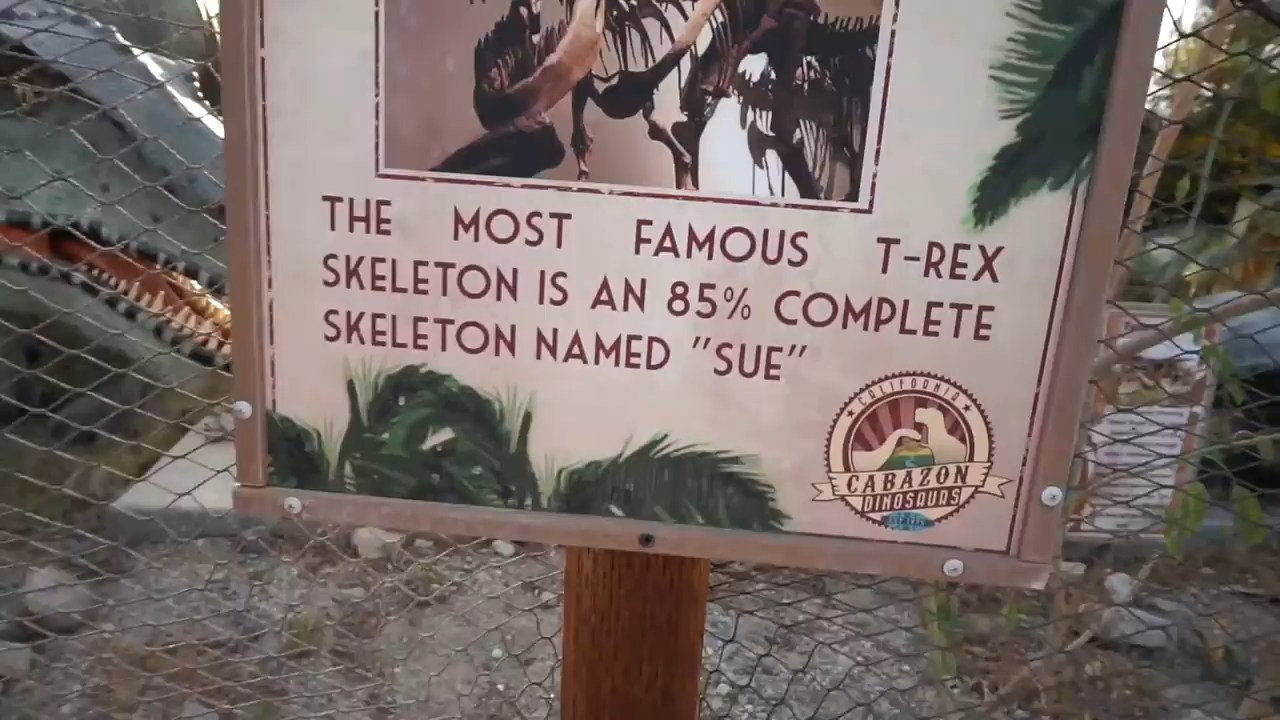 THE MOST FAMOUS T-REX
SKELETON IS AN 85% COMPLETE
SKELETON NAMED "SUE"
CALIFORNIA
CABAZON
DINOSAURS